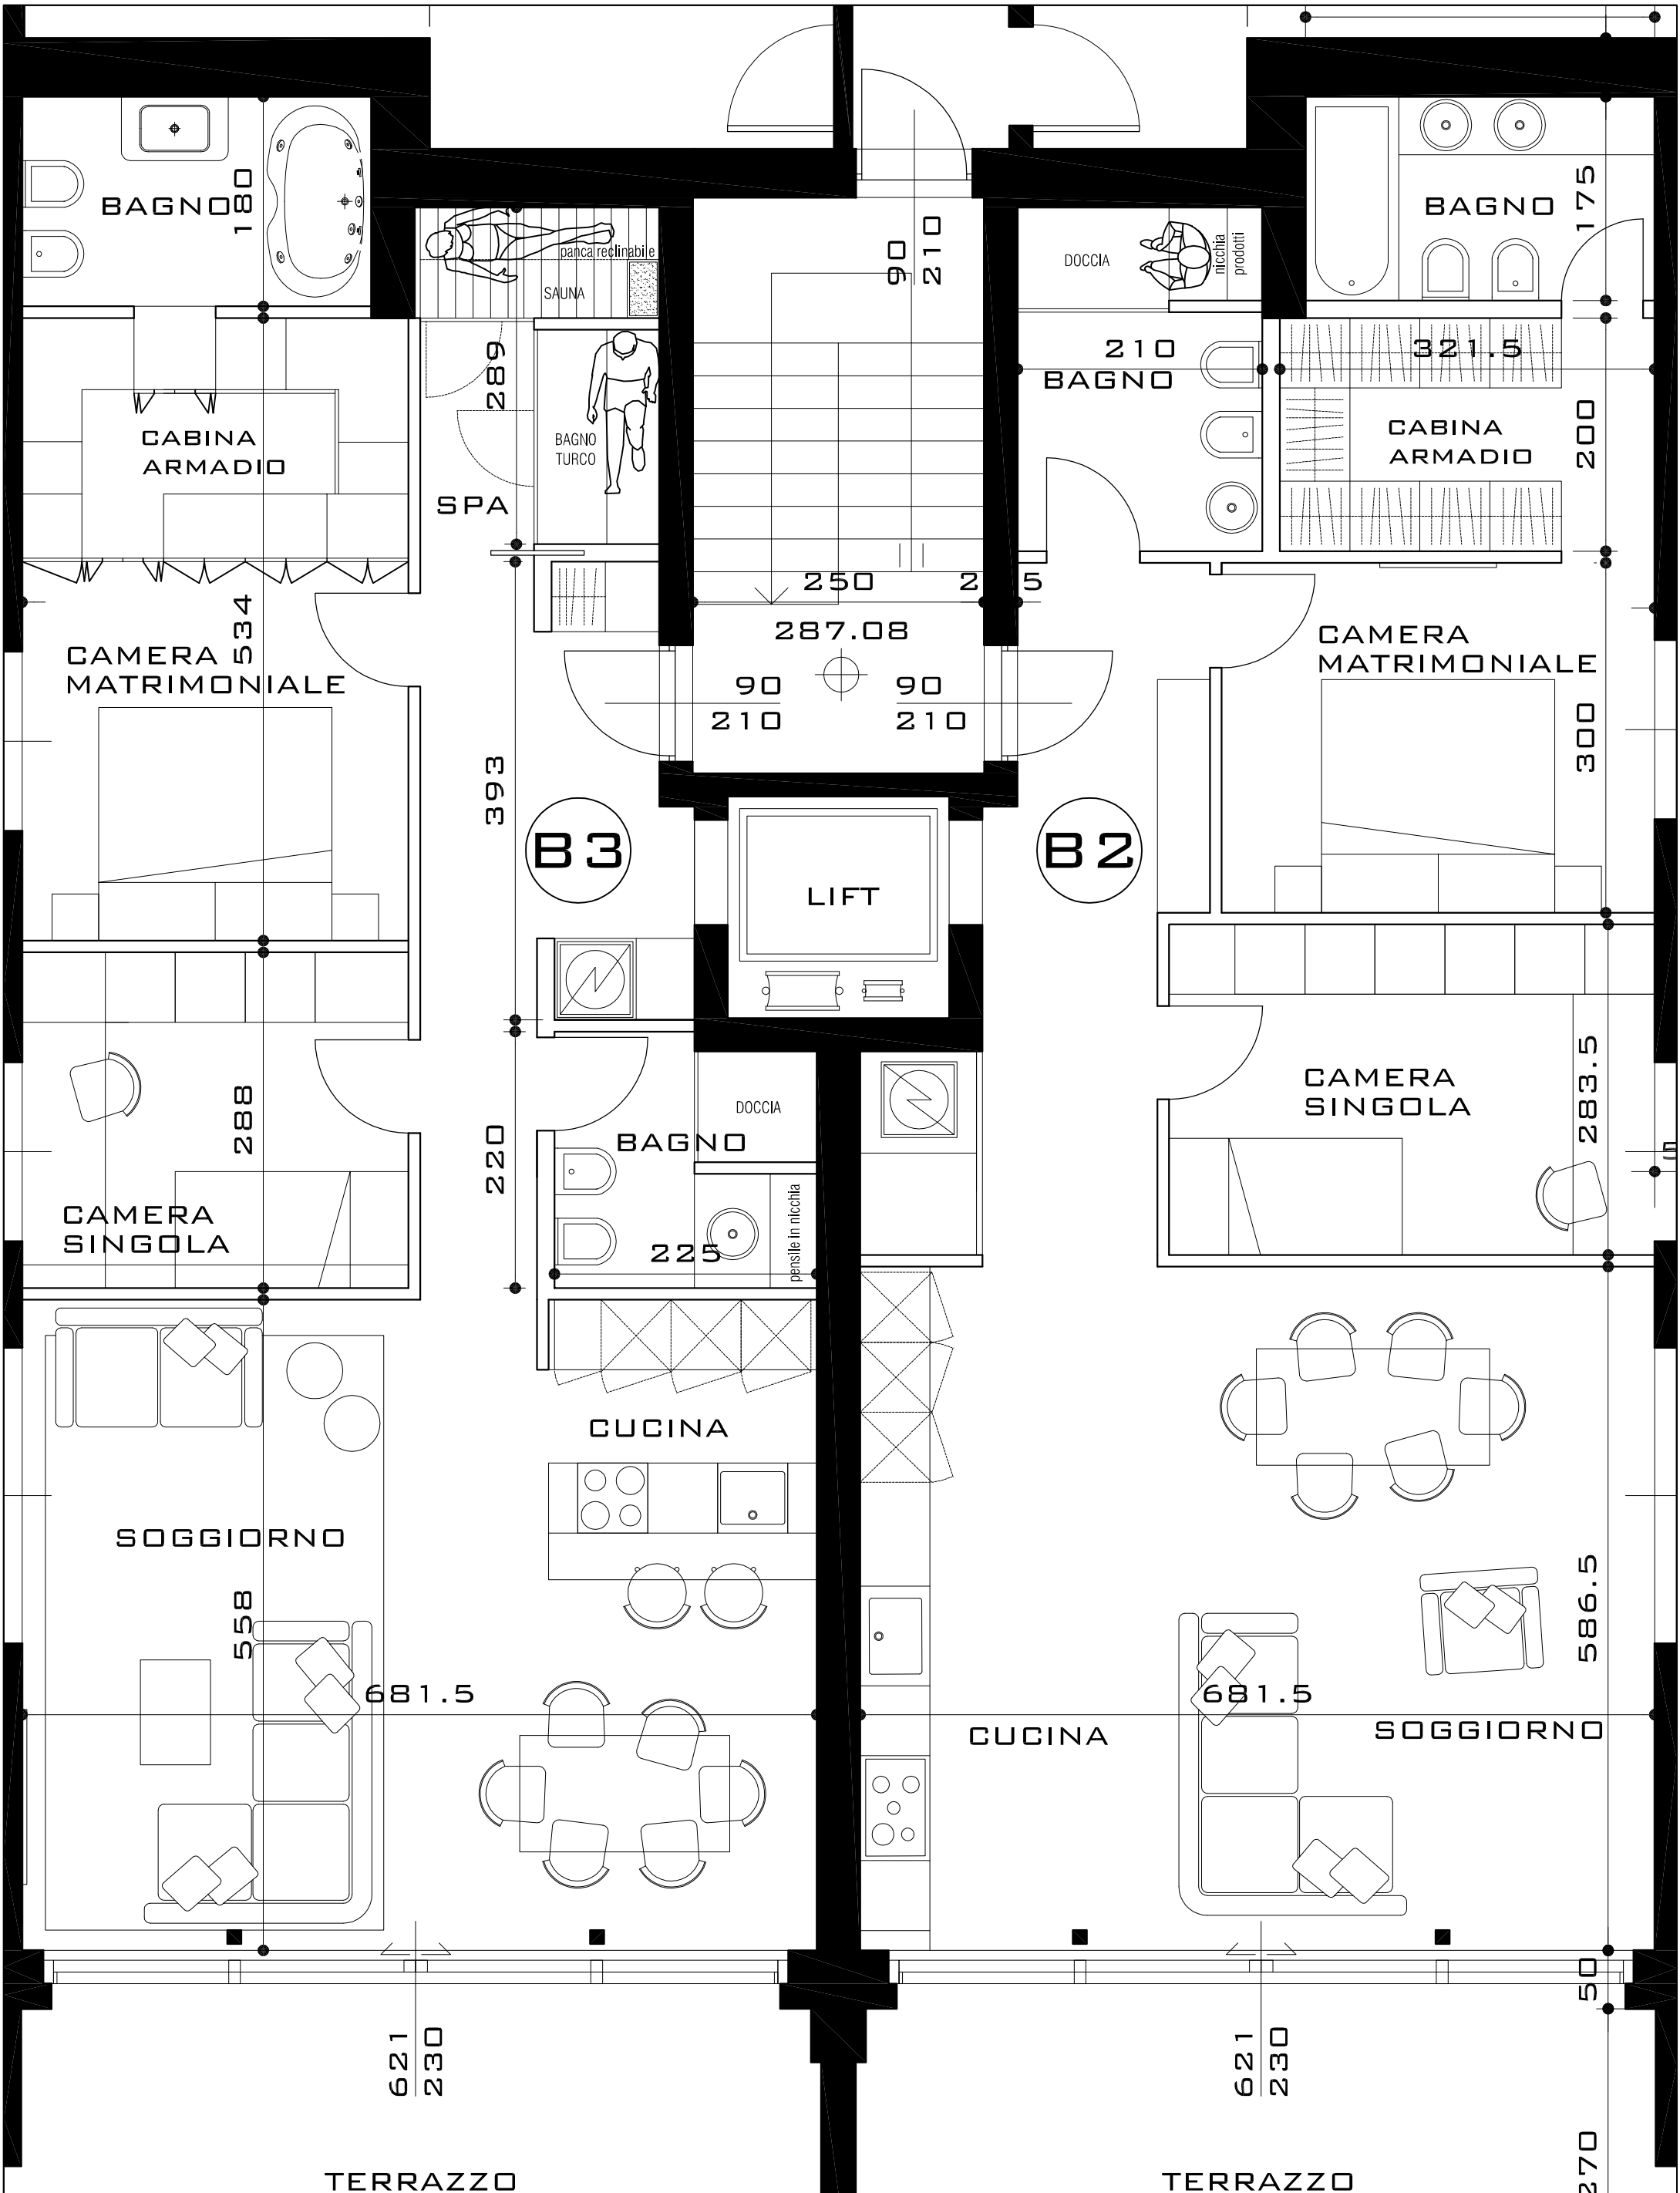 BAGNO
180
panca reclinabile
SAUNA
90
210
DOCCIA
nicchia
prodotti
BAGNO
175
289
210
BAGNO
321.5
CABINA
ARMADIO
BAGNO
TURCO
SPA
CABINA
ARMADIO
200
250
2 5
287.08
534
CAMERA
MATRIMONIALE
CAMERA
MATRIMONIALE
90
210
90
210
300
393
B3
B2
LIFT
288
220
DOCCIA
BAGNO
CAMERA
SINGOLA
283.5
CAMERA
SINGOLA
225
pensile in nicchia
CUCINA
SOGGIORNO
558
586.5
681.5
681.5
CUCINA
SOGGIORNO
50
621
230
621
230
TERRAZZO
TERRAZZO
270